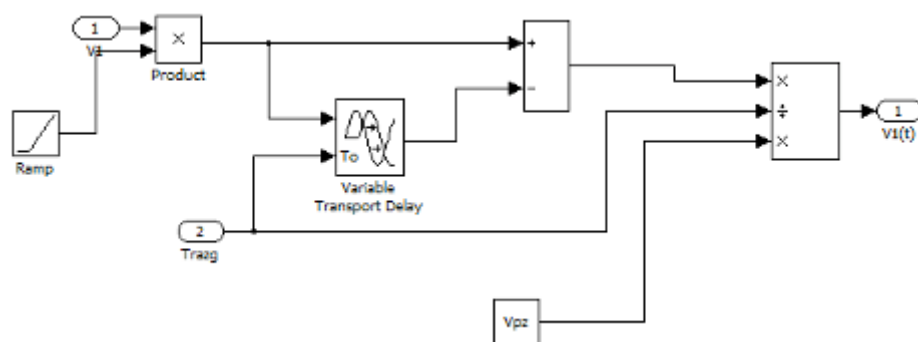 1
V1
×
Product
+
−
Ramp
To
Variable
Transport Delay
×
÷
×
1
V1(t)
2
Trazg
Vpz